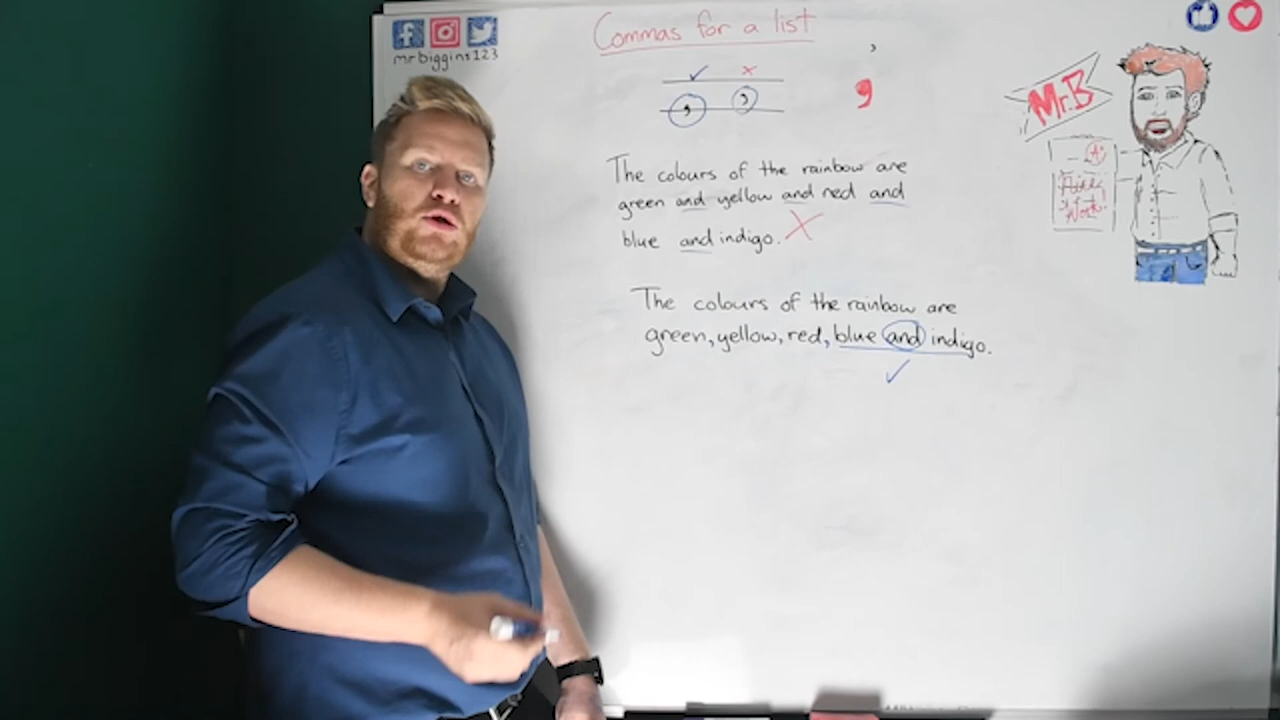 mrbiggins123
Commas for a list
,
✓ ×
, ,
,
The colours of the rainbow are
green and yellow and red and
blue and indigo. ×
The colours of the rainbow are
green, yellow, red, blue and indigo.
✓
Mr.B
A+
Work!